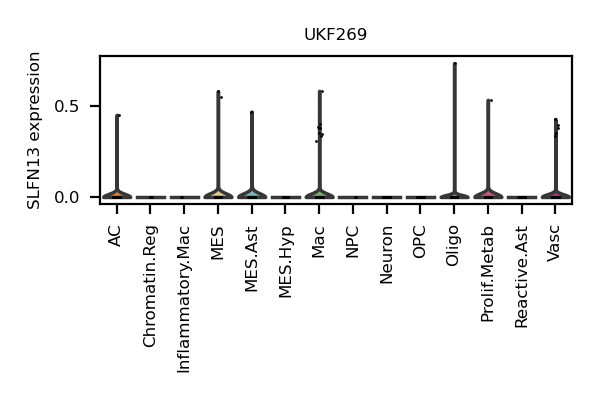 UKF269
SLFN13 expression
0.5
0.0
AC
Chromatin.Reg
Inflammatory.Mac
MES
MES.Ast
MES.Hyp
Mac
NPC
Neuron
OPC
Oligo
Prolif.Metab
Reactive.Ast
Vasc